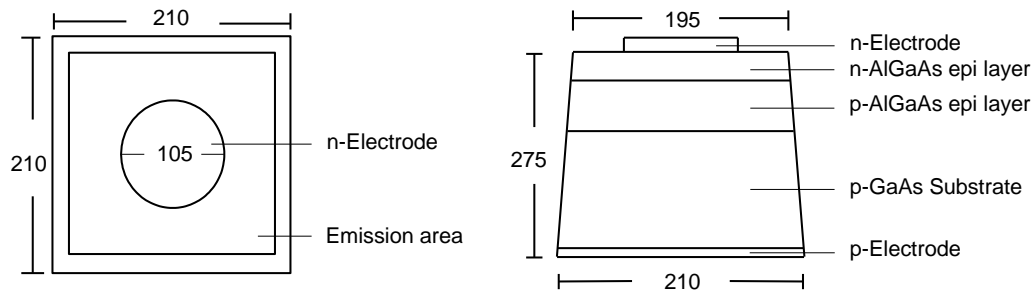 210
210
105
n-Electrode
Emission area
195
n-Electrode
n-AlGaAs epi layer
p-AlGaAs epi layer
275
p-GaAs Substrate
p-Electrode
210